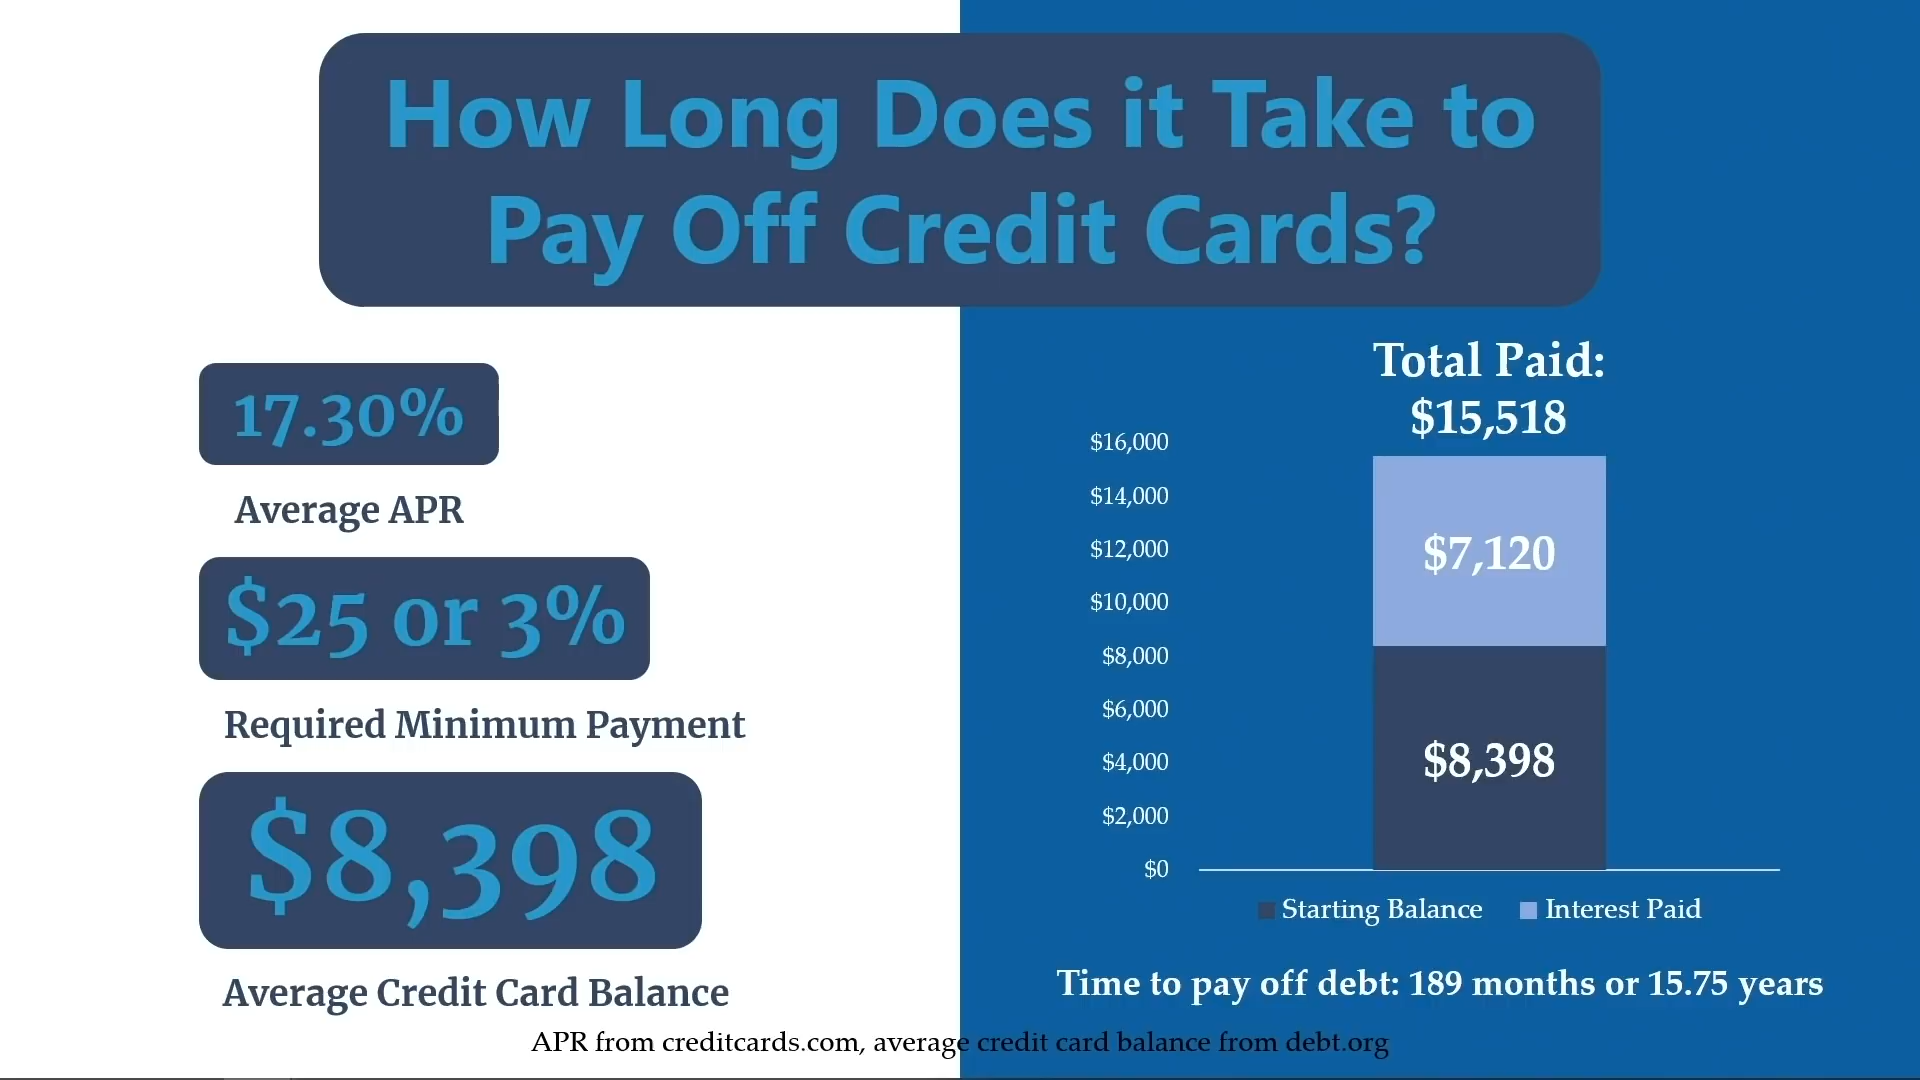 How Long Does it Take to
Pay Off Credit Cards?
17.30%
Average APR
$25 or 3%
Required Minimum Payment
$8,398
Average Credit Card Balance
Total Paid:
$15,518
$16,000
$14,000
$12,000
$10,000
$8,000
$6,000
$4,000
$2,000
$0
$7,120
$8,398
Starting Balance
Interest Paid
Time to pay off debt: 189 months or 15.75 years
APR from creditcards.com, average credit card balance from debt.org